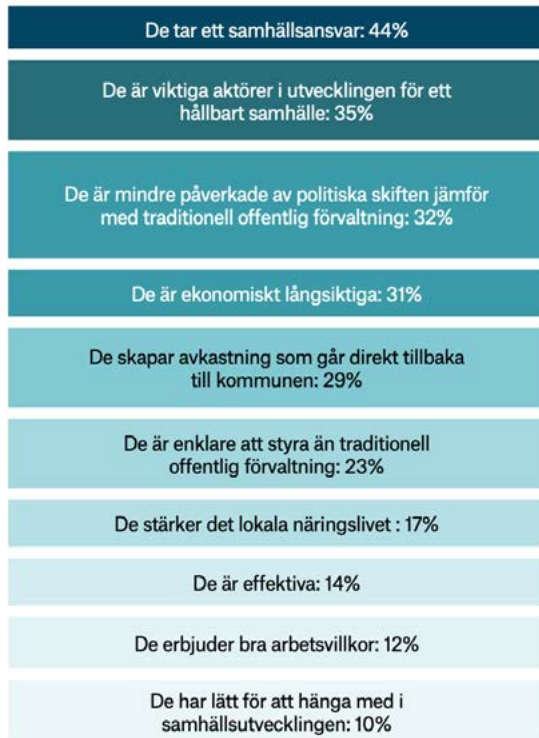 De tar ett samhällsansvar: 44%
De är viktiga aktörer i utvecklingen för ett
hållbart samhälle: 35%
De är mindre påverkade av politiska skiften jämför
med traditionell offentlig förvaltning: 32%
De är ekonomiskt långsiktiga: 31%
De skapar avkastning som går direkt tillbaka
till kommunen: 29%
De är enklare att styra än traditionell
offentlig förvaltning: 23%
De stärker det lokala näringslivet : 17%
De är effektiva: 14%
De erbjuder bra arbetsvillkor: 12%
De har lätt för att hänga med i
samhällsutvecklingen: 10%